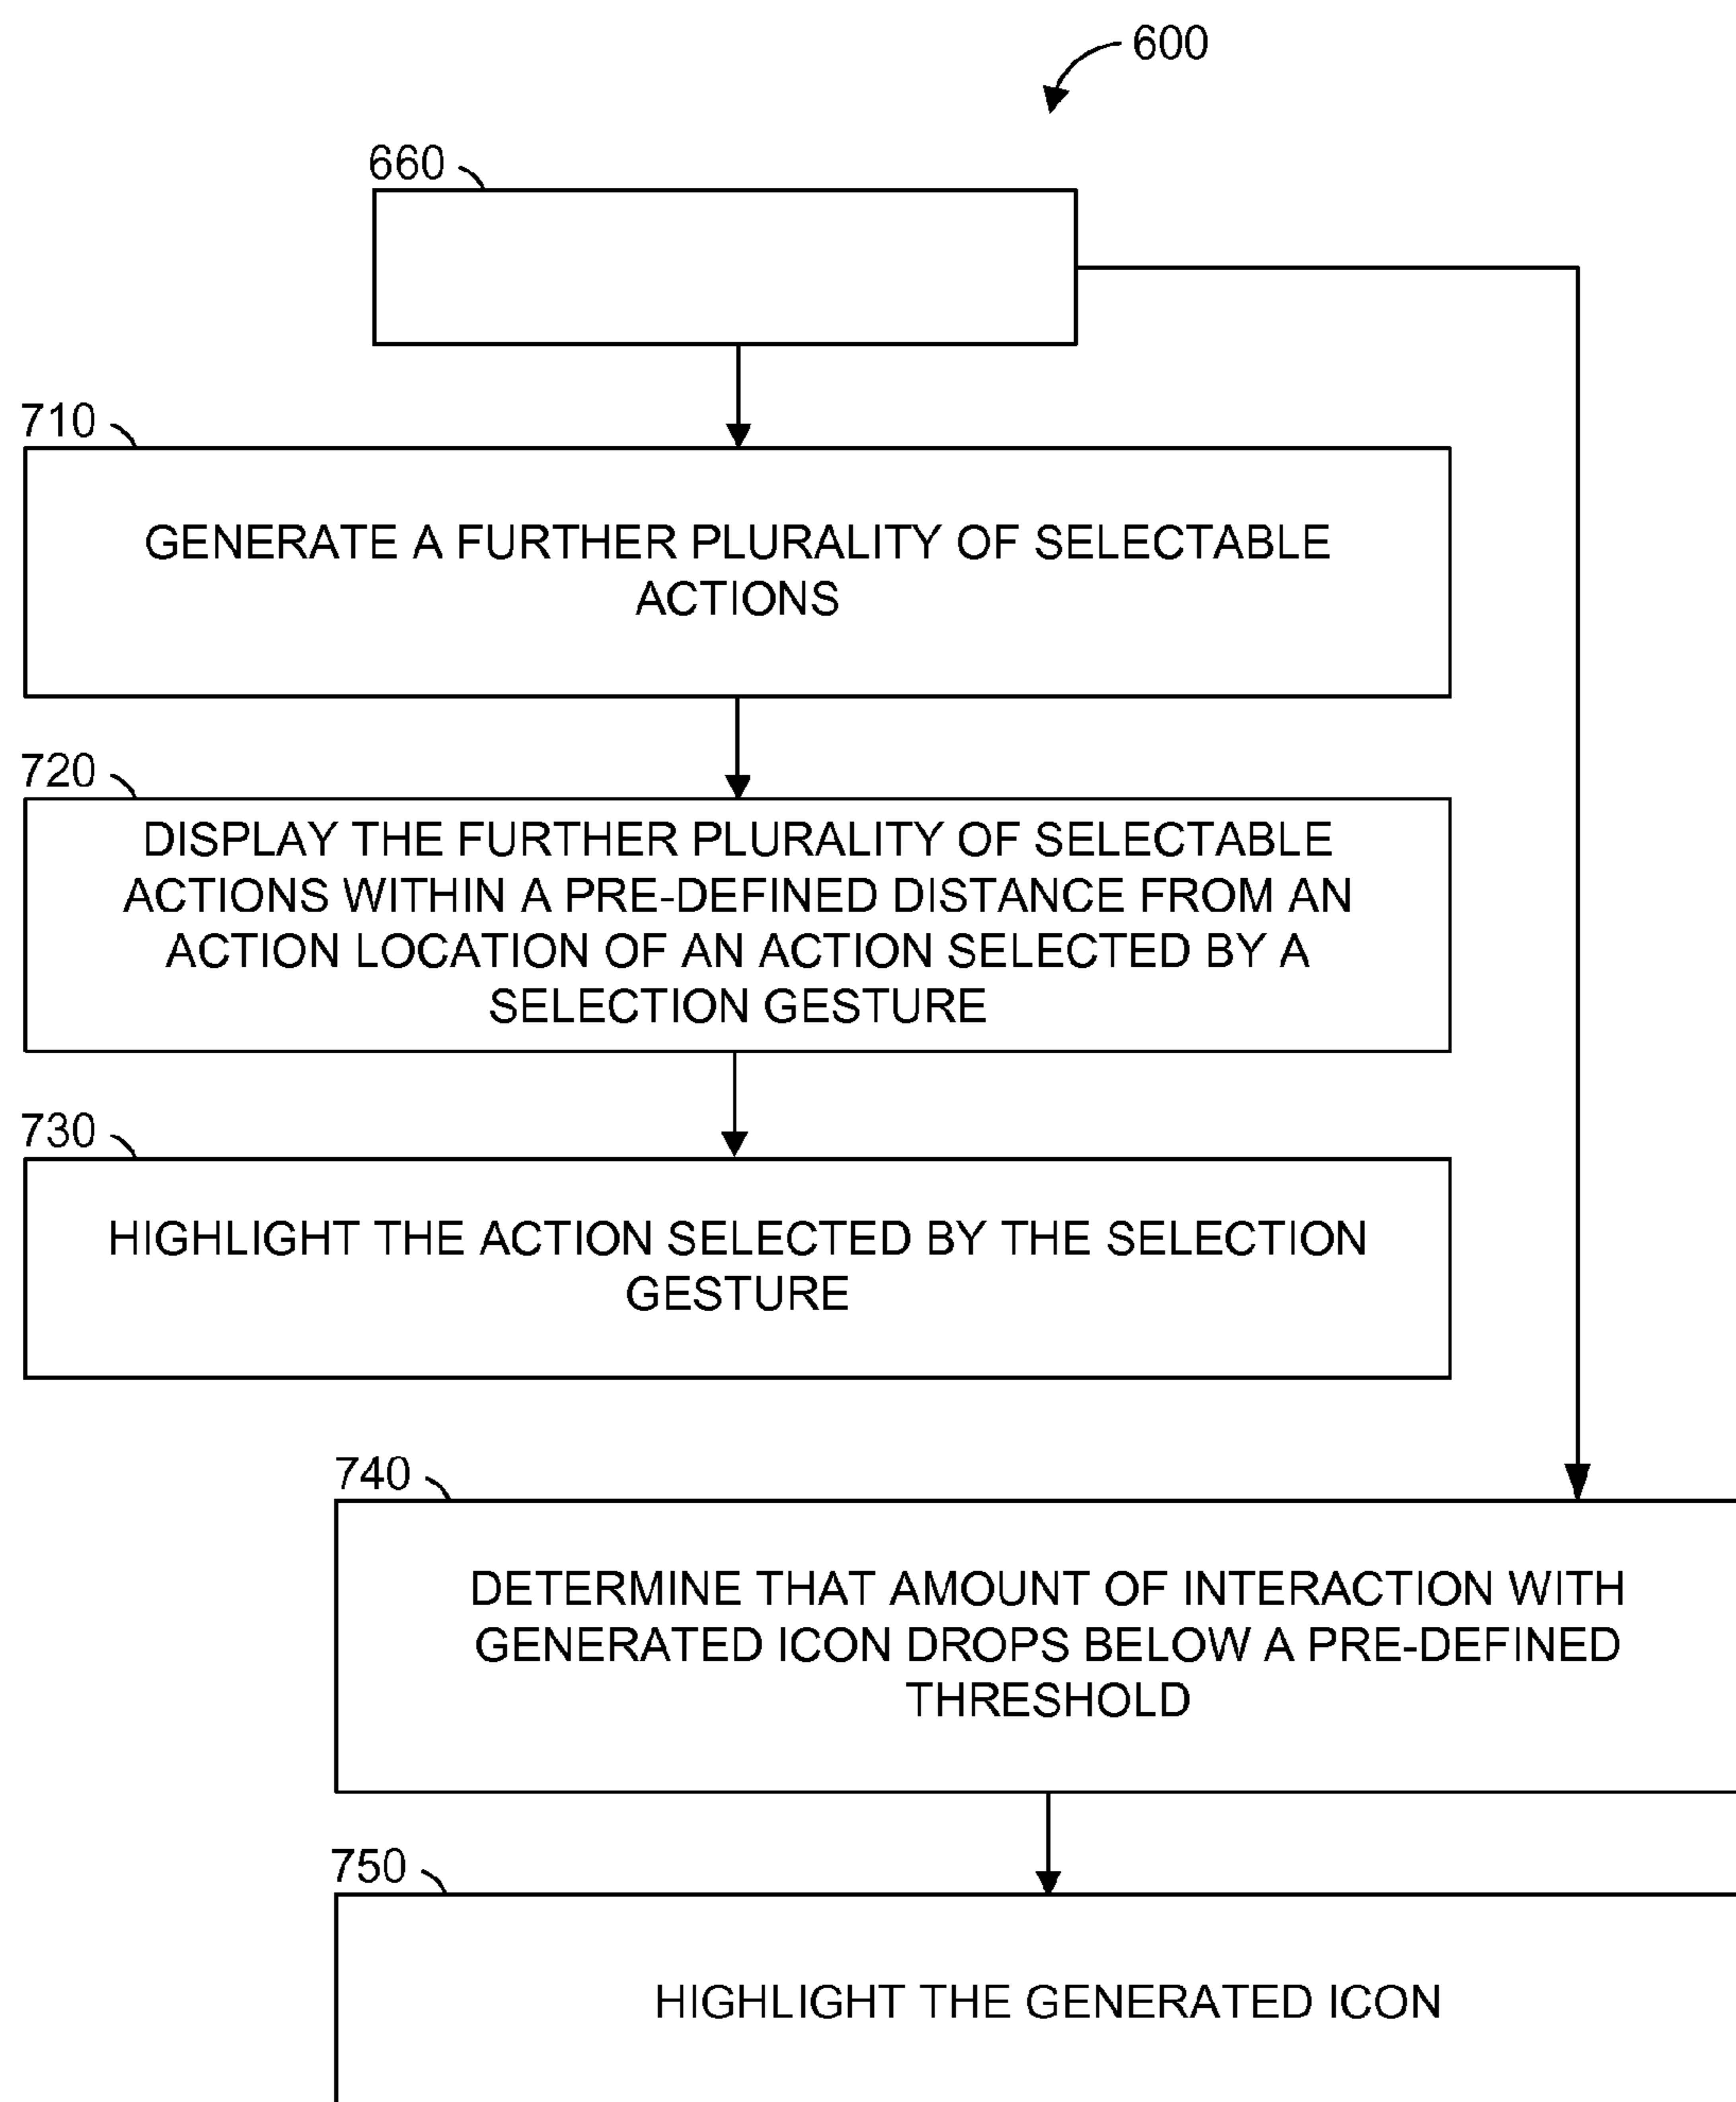 600
660
710
GENERATE A FURTHER PLURALITY OF SELECTABLE
ACTIONS
720
DISPLAY THE FURTHER PLURALITY OF SELECTABLE
ACTIONS WITHIN A PRE-DEFINED DISTANCE FROM AN
ACTION LOCATION OF AN ACTION SELECTED BY A
SELECTION GESTURE
730
HIGHLIGHT THE ACTION SELECTED BY THE SELECTION
GESTURE
740
DETERMINE THAT AMOUNT OF INTERACTION WITH
GENERATED ICON DROPS BELOW A PRE-DEFINED
THRESHOLD
750
HIGHLIGHT THE GENERATED ICON